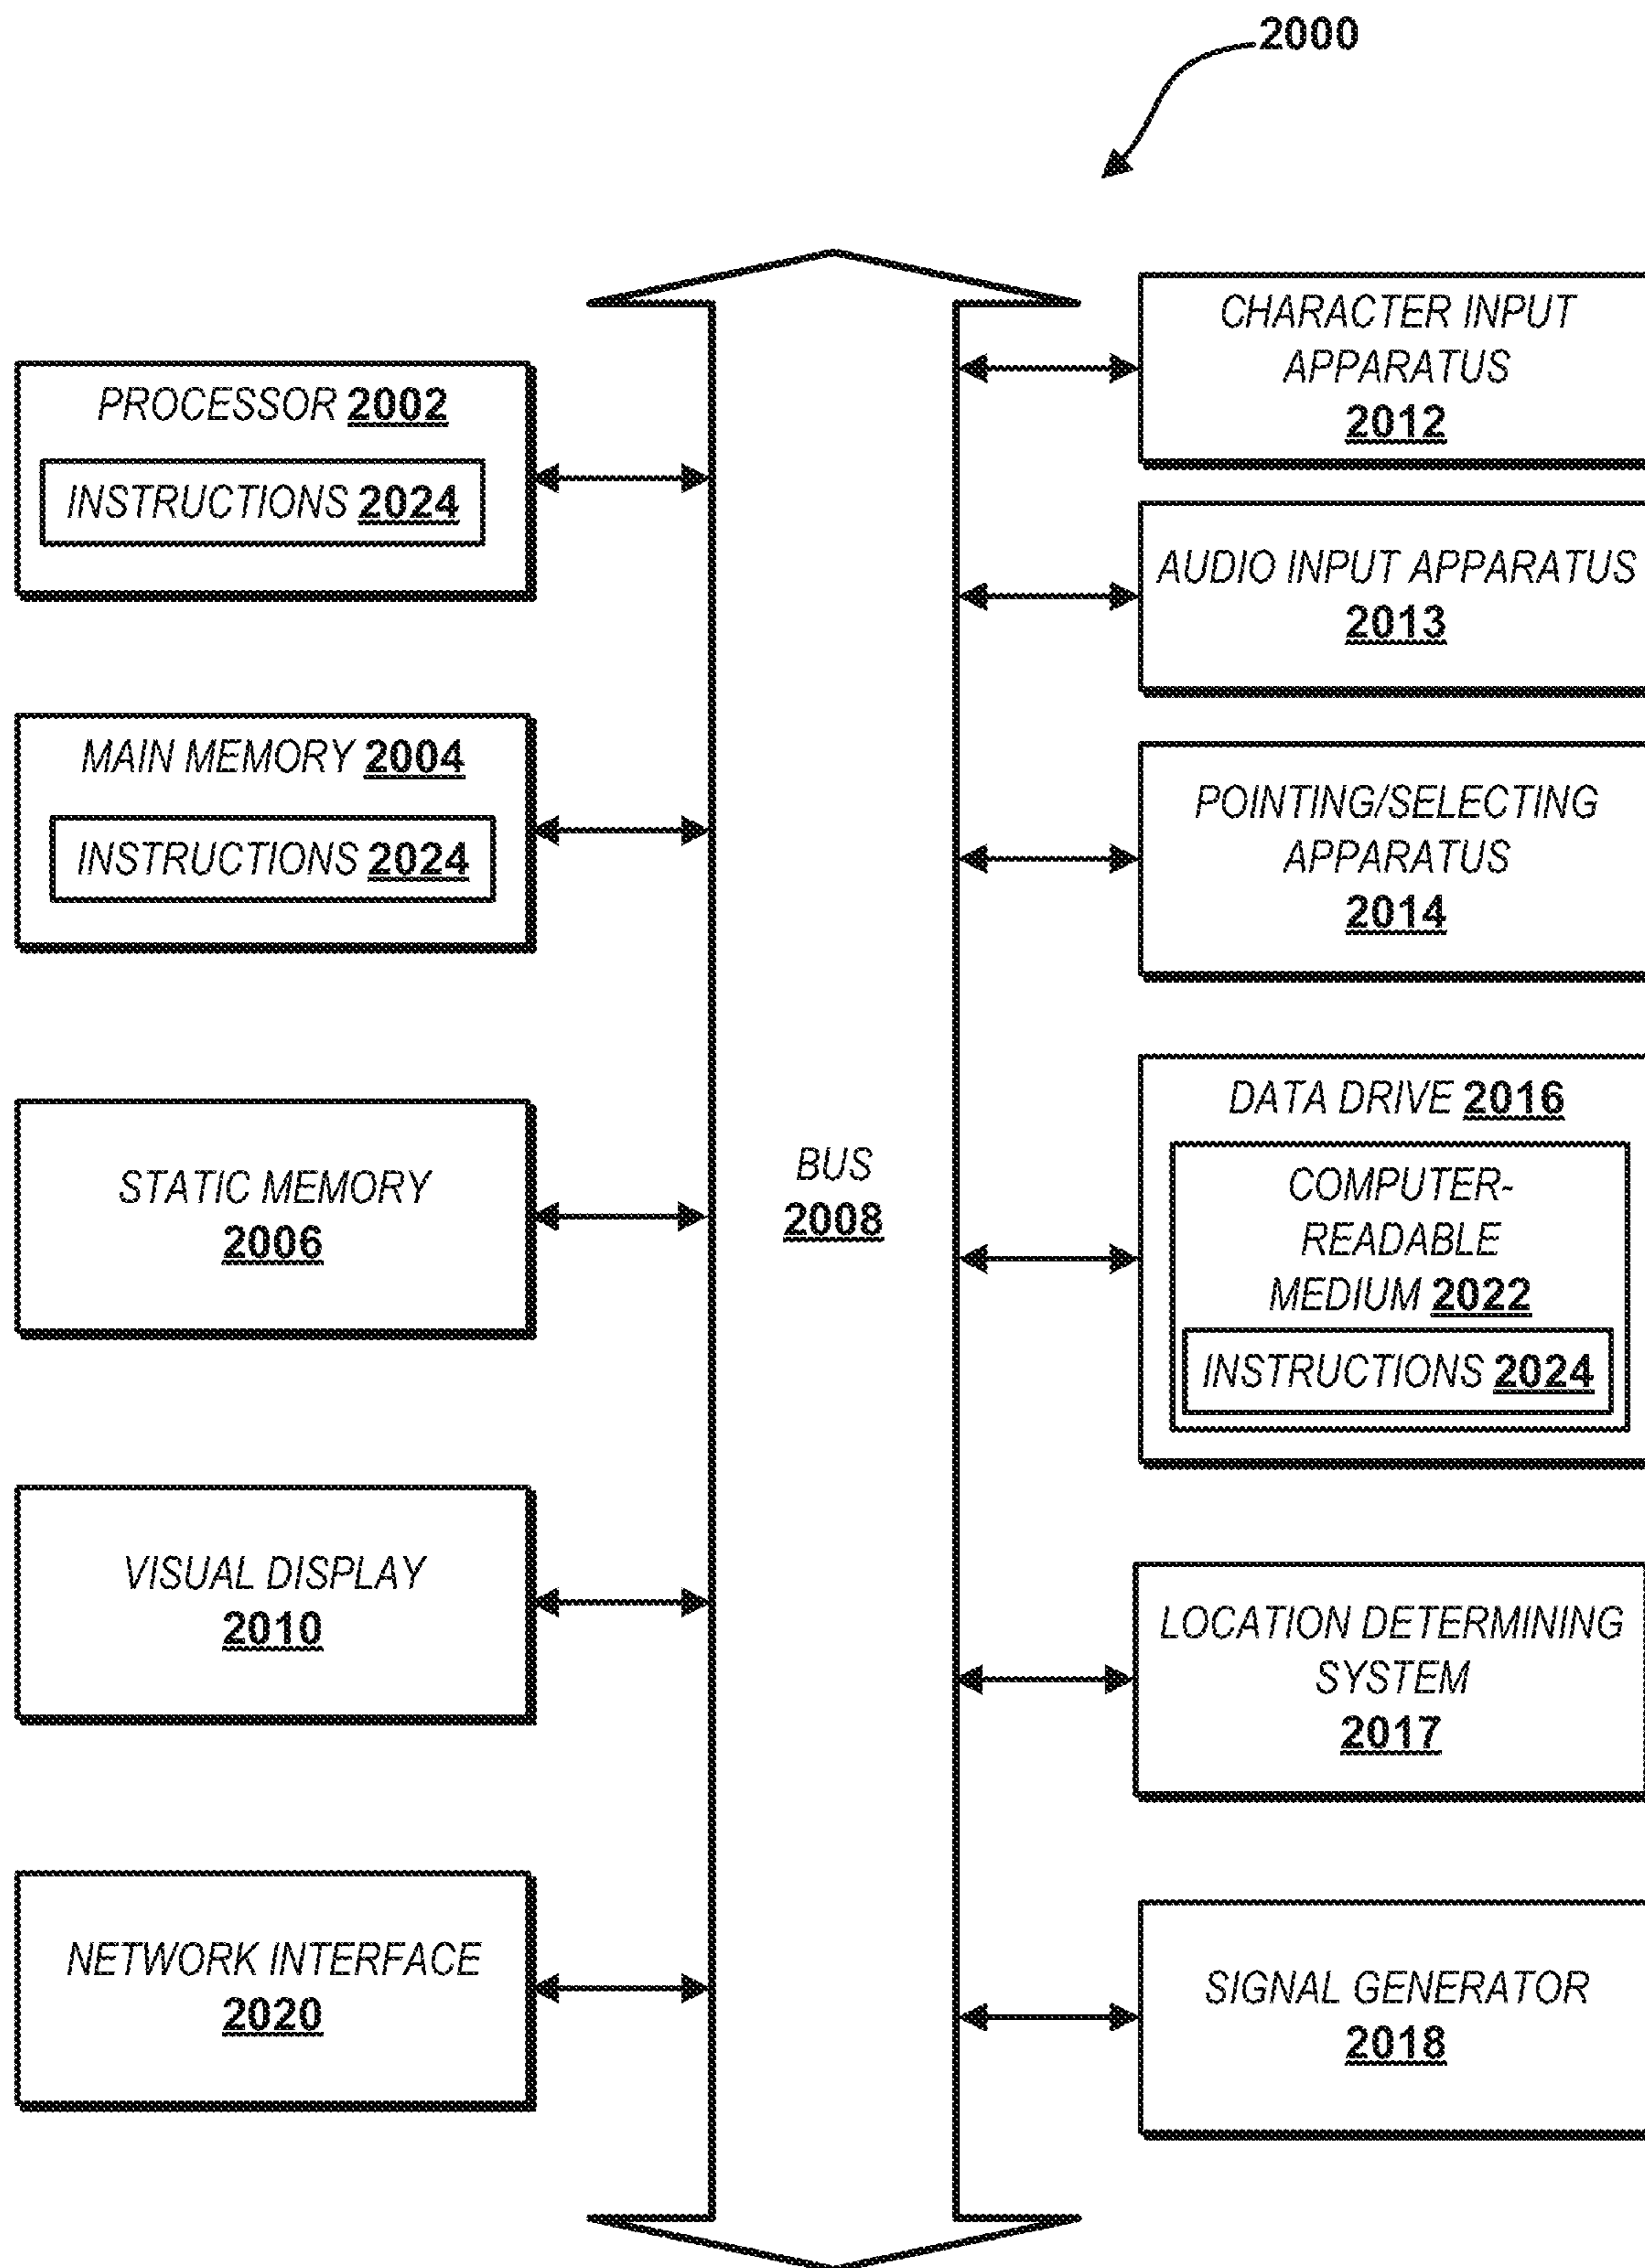 2000
PROCESSOR 2002
INSTRUCTIONS 2024
MAIN MEMORY 2004
INSTRUCTIONS 2024
STATIC MEMORY
2006
VISUAL DISPLAY
2010
NETWORK INTERFACE
2020
BUS
2008
CHARACTER INPUT
APPARATUS
2012
AUDIO INPUT APPARATUS
2013
POINTING/SELECTING
APPARATUS
2014
DATA DRIVE 2016
COMPUTER-
READABLE
MEDIUM 2022
INSTRUCTIONS 2024
LOCATION DETERMINING
SYSTEM
2017
SIGNAL GENERATOR
2018